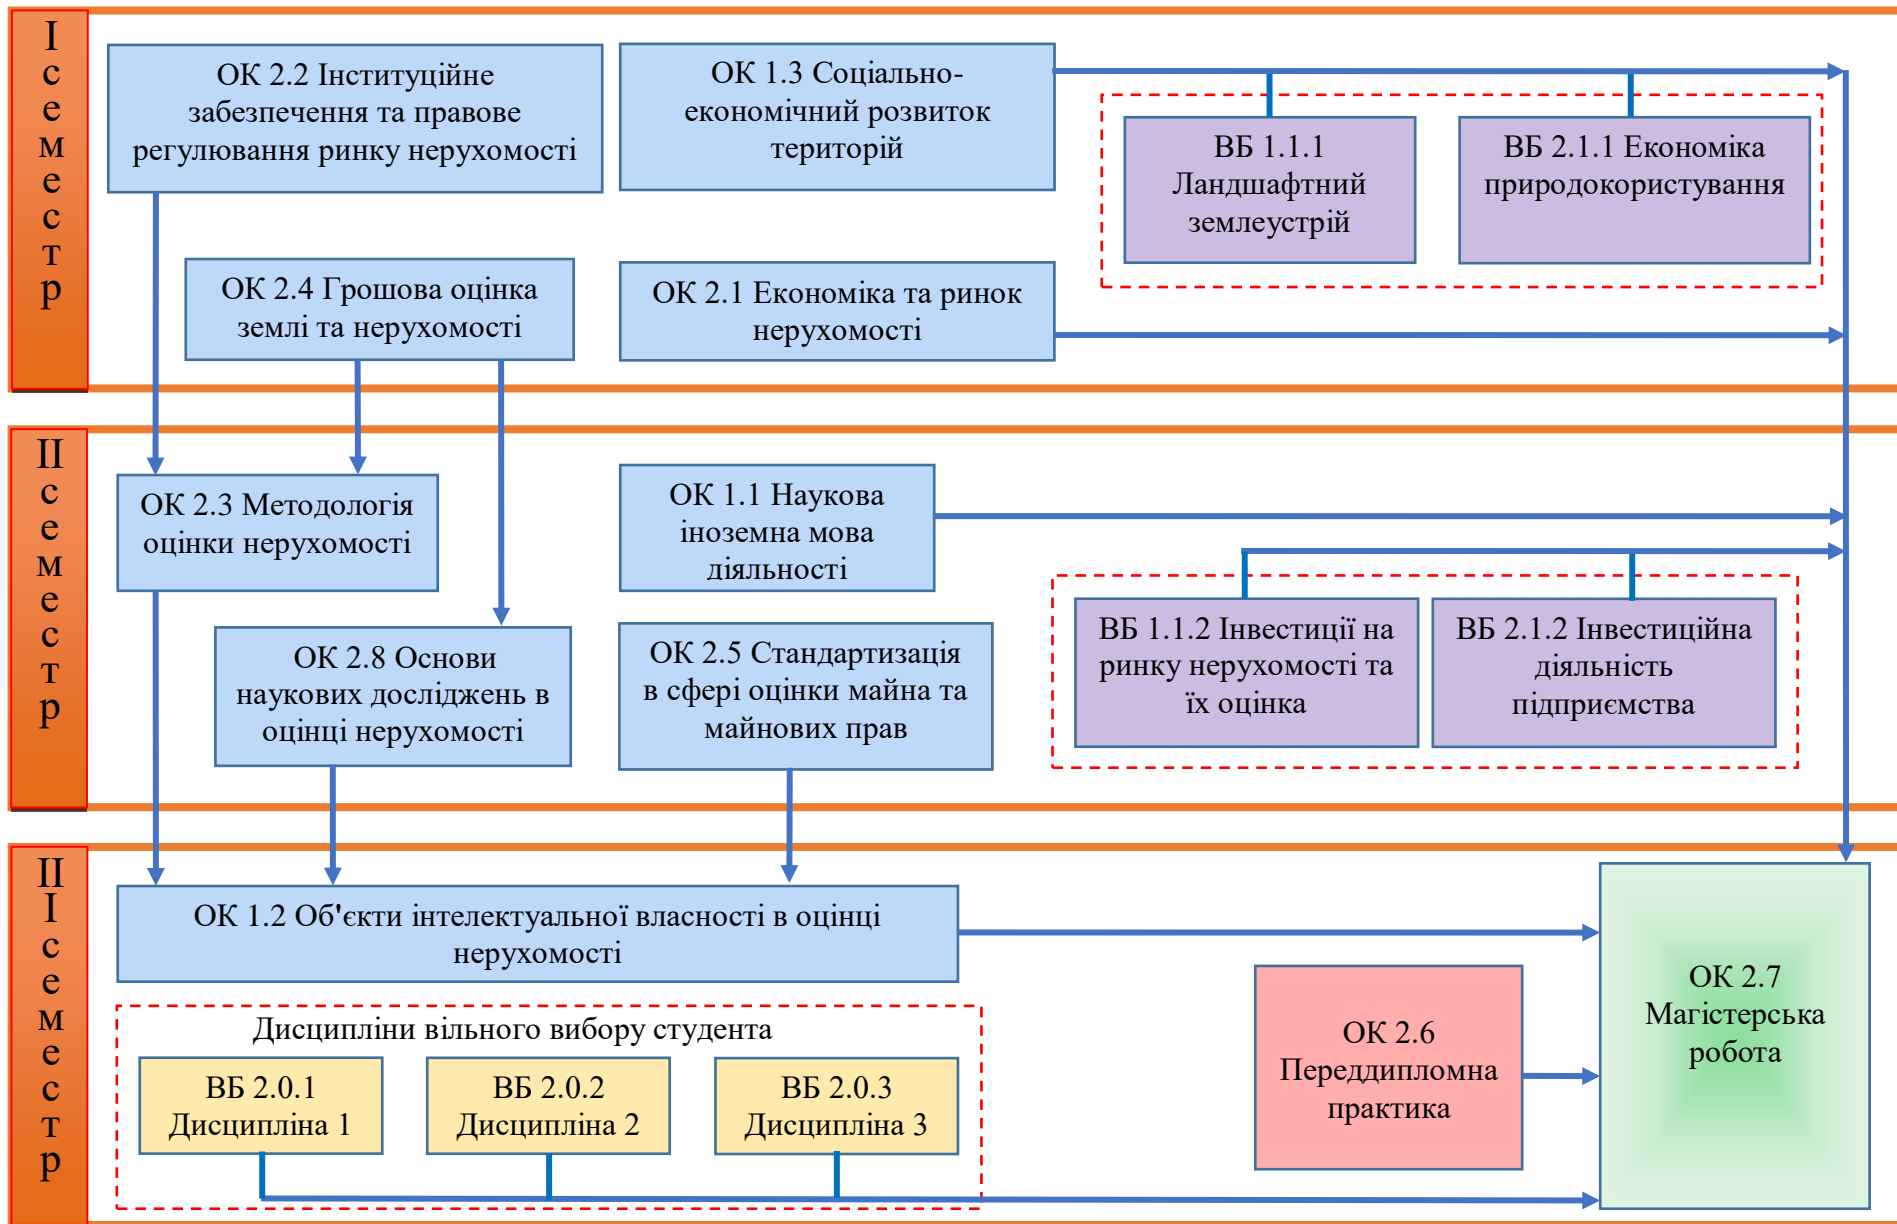 І
с
е
м
е
с
т
р
ОК 2.2 Інституційне
забезпечення та правове
регулювання ринку нерухомості
ОК 1.3 Соціально-
економічний розвиток
територій
ВБ 1.1.1
Ландшафтний
землеустрій
ВБ 2.1.1 Економіка
природокористування
ОК 2.4 Грошова оцінка
землі та нерухомості
ОК 2.1 Економіка та ринок
нерухомості
ІІ
с
е
м
е
с
т
р
ОК 2.3 Методологія
оцінки нерухомості
ОК 1.1 Наукова
іноземна мова
діяльності
ОК 2.8 Основи
наукових досліджень в
оцінці нерухомості
ОК 2.5 Стандартизація
в сфері оцінки майна та
майнових прав
ВБ 1.1.2 Інвестиції на
ринку нерухомості та
їх оцінка
ВБ 2.1.2 Інвестиційна
діяльність
підприємства
ІІ
І
с
е
м
е
с
т
р
ОК 1.2 Об'єкти інтелектуальної власності в оцінці
нерухомості
Дисципліни вільного вибору студента
ВБ 2.0.1
Дисципліна 1
ВБ 2.0.2
Дисципліна 2
ВБ 2.0.3
Дисципліна 3
ОК 2.6
Переддипломна
практика
ОК 2.7
Магістерська
робота